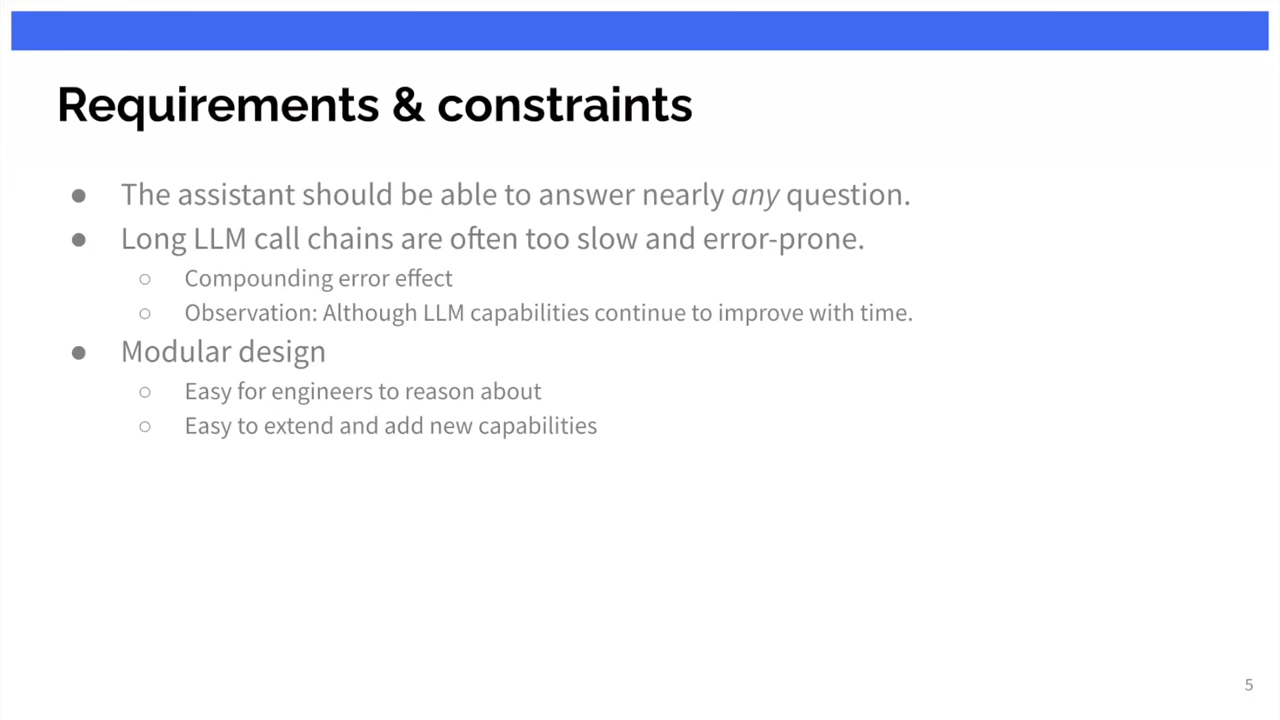 Requirements & constraints
● The assistant should be able to answer nearly any question.
● Long LLM call chains are often too slow and error-prone.
○ Compounding error effect
○ Observation: Although LLM capabilities continue to improve with time.
● Modular design
○ Easy for engineers to reason about
○ Easy to extend and add new capabilities
5